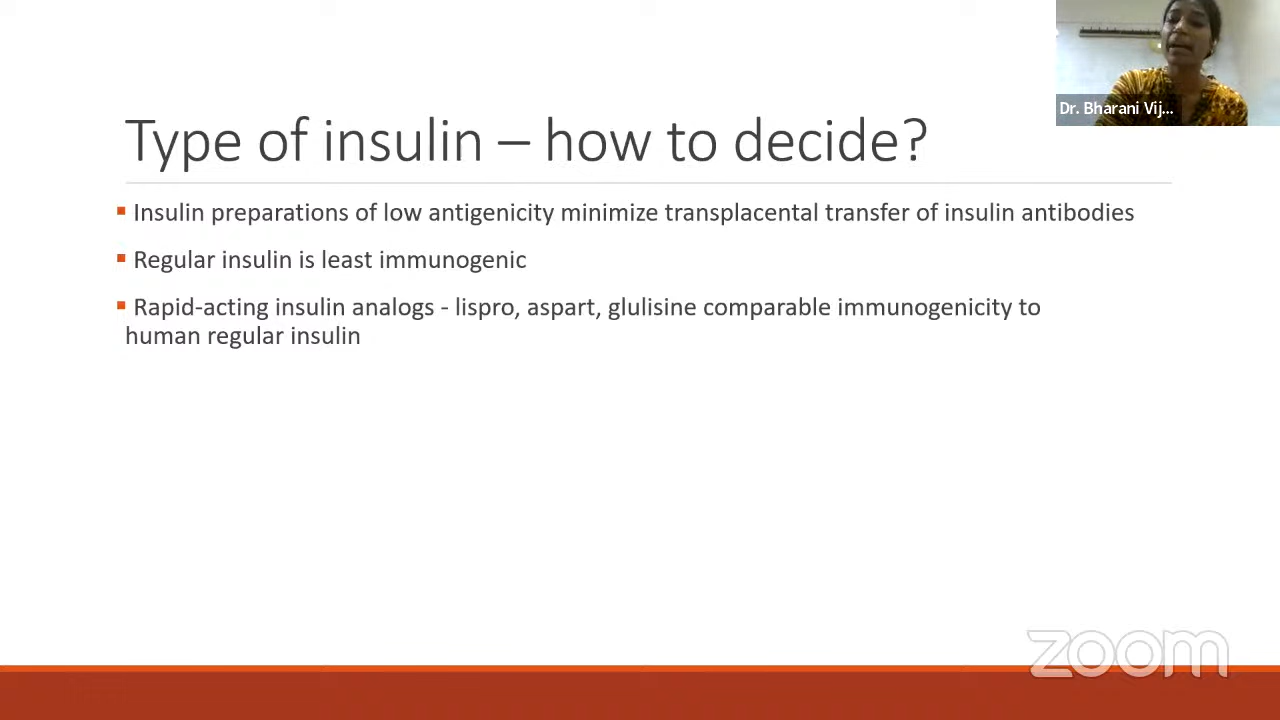 Dr. Bharani Vij...
Type of insulin – how to decide?
▪ Insulin preparations of low antigenicity minimize transplacental transfer of insulin antibodies
▪ Regular insulin is least immunogenic
▪ Rapid-acting insulin analogs - lispro, aspart, glulisine comparable immunogenicity to
human regular insulin
zoom